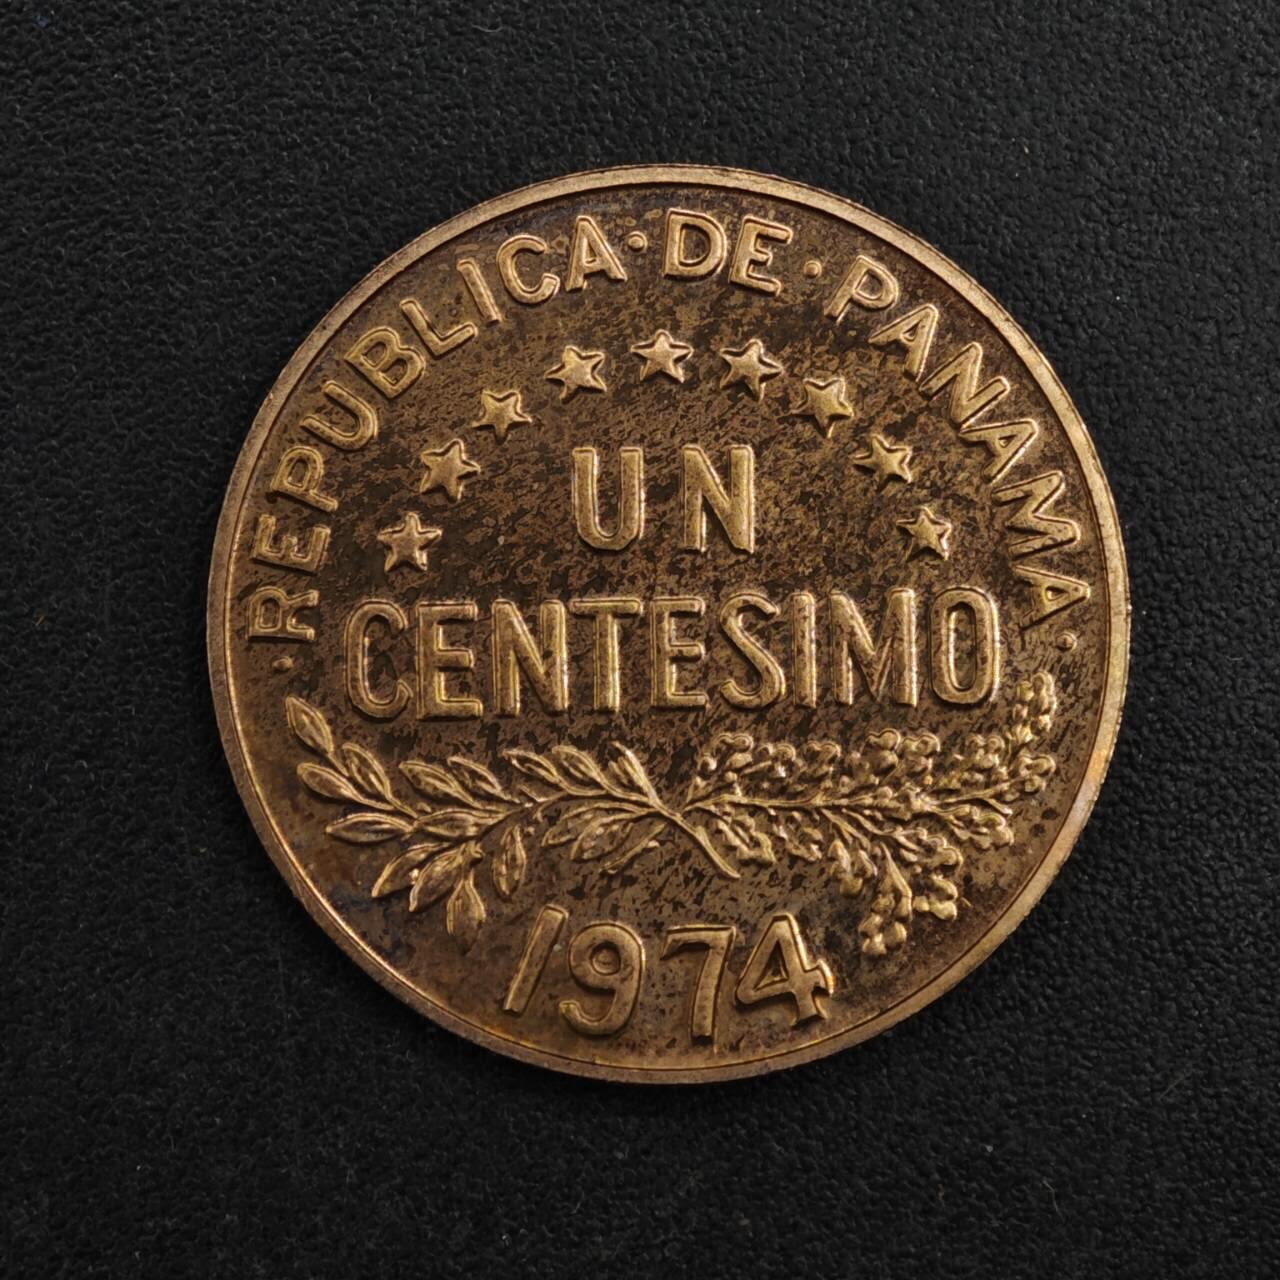 ·REPUBLICA·DE·PANAMA·
UN
CENTESIMO
1974